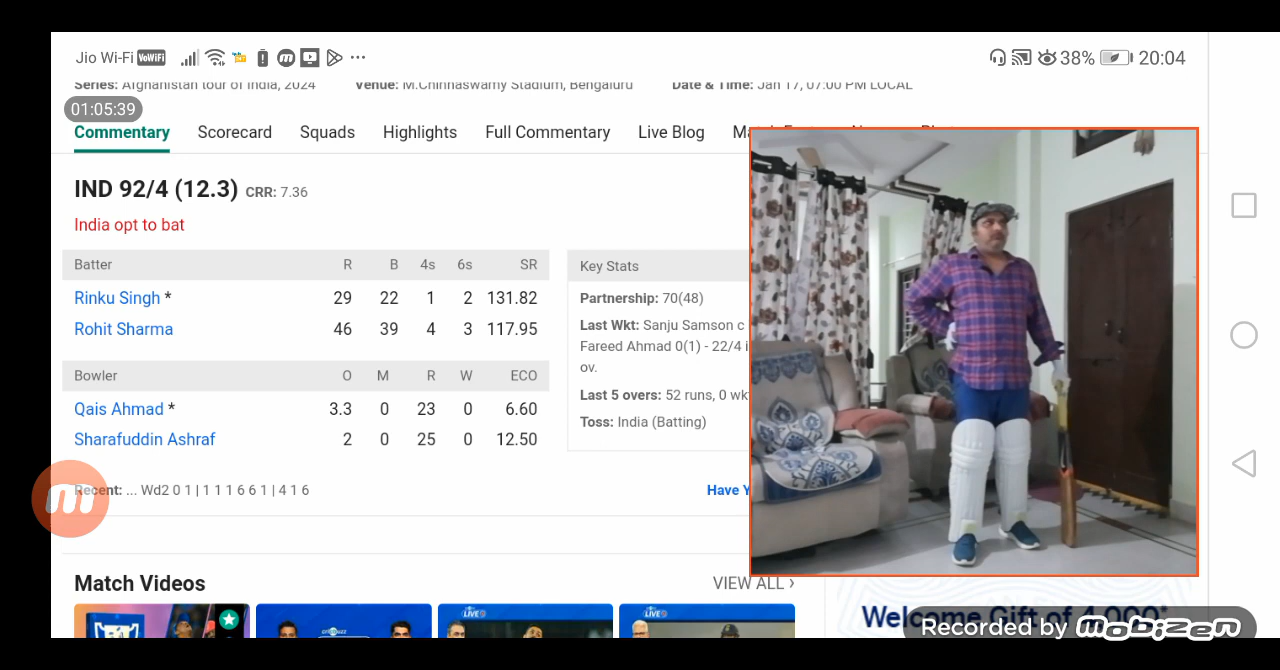 Jio Wi-Fi VoWiFi 38% 20:04
Series: Afghanistan tour of India, 2024 Venue: M.Chinnaswamy Stadium, Bengaluru Date & Time: Jan 17, 07:00 PM LOCAL
01:05:39
Commentary Scorecard Squads Highlights Full Commentary Live Blog
IND 92/4 (12.3) CRR: 7.36
India opt to bat
Batter R B 4s 6s SR
Rinku Singh * 29 22 1 2 131.82
Rohit Sharma 46 39 4 3 117.95
Bowler O M R W ECO
Qais Ahmad * 3.3 0 23 0 6.60
Sharafuddin Ashraf 2 0 25 0 12.50
Key Stats
Partnership: 70(48)
Last Wkt: Sanju Samson c
Fareed Ahmad 0(1) - 22/4 i
ov.
Last 5 overs: 52 runs, 0 wk
Toss: India (Batting)
Recent: ... Wd2 0 1 | 1 1 1 6 6 1 | 4 1 6
Have Y
Match Videos VIEW ALL ›
LIVE LIVE
Welcome Gift of 4,000*
Recorded by mobizen